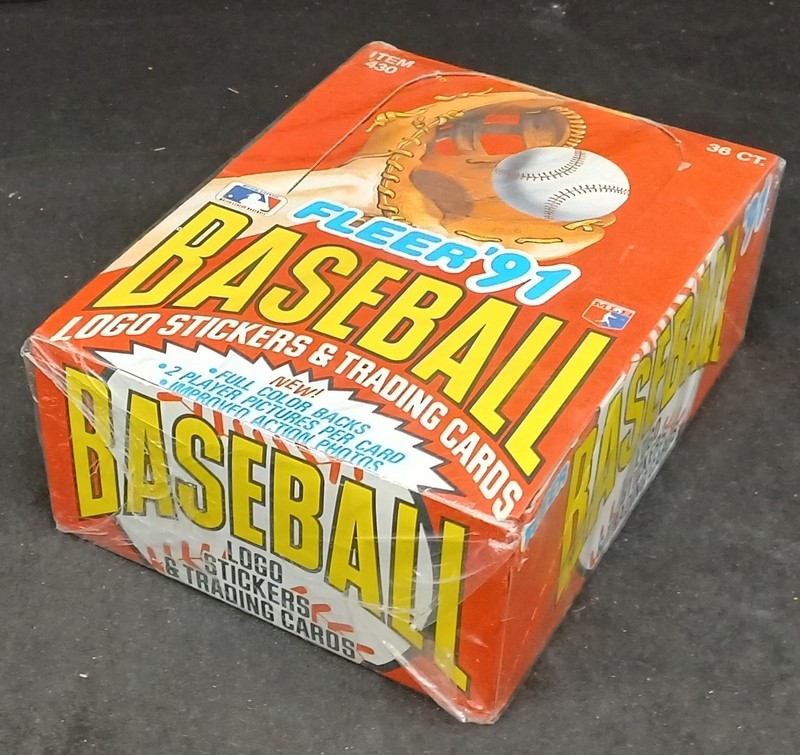 ITEM
430
36 CT.
FLEER '91
BASEBALL
LOGO STICKERS & TRADING CARDS
NEW!
• FULL COLOR BACKS
• 2 PLAYER PICTURES PER CARD
• IMPROVED ACTION PHOTOS
BASEBALL
LOGO
STICKERS
& TRADING CARDS
'91
BASEBALL